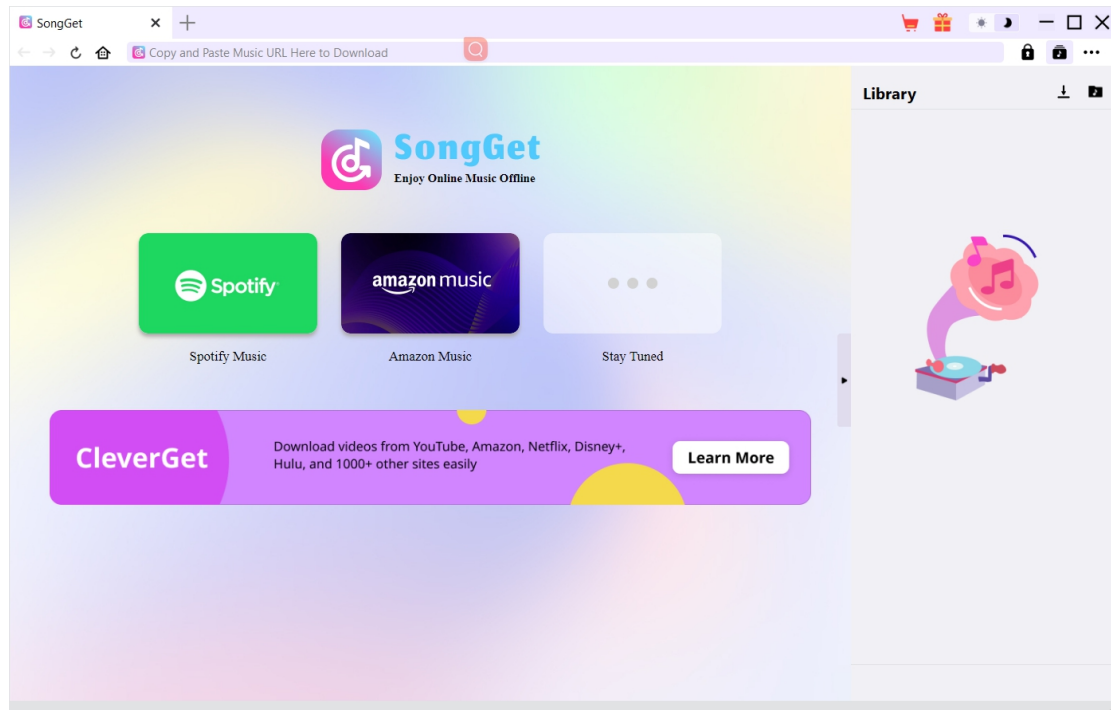 SongGet
Copy and Paste Music URL Here to Download
Library
SongGet
Enjoy Online Music Offline
Spotify
amazon music
Spotify Music
Amazon Music
Stay Tuned
CleverGet
Download videos from YouTube, Amazon, Netflix, Disney+,
Hulu, and 1000+ other sites easily
Learn More